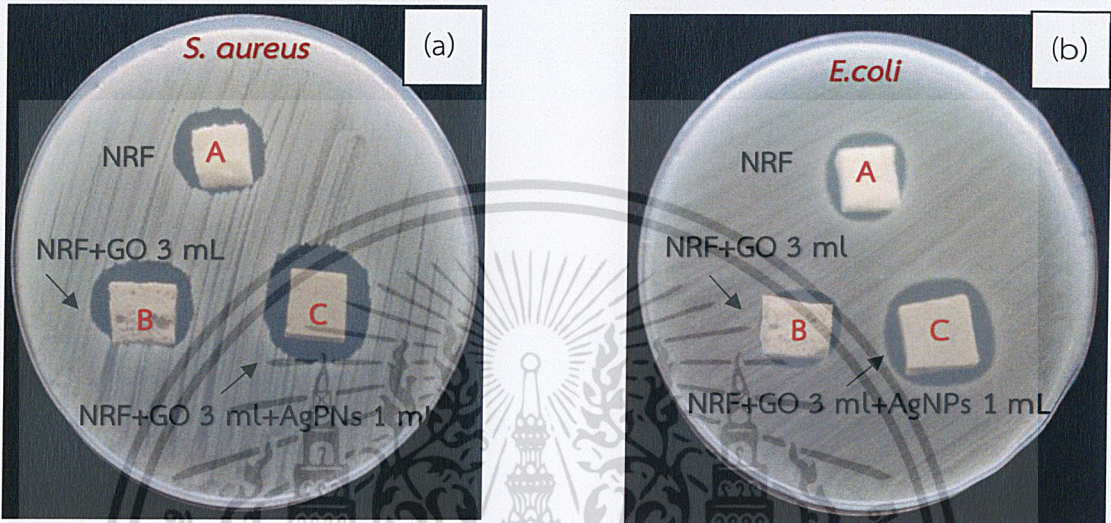 S. aureus
(a)
A
NRF
NRF+GO 3 mL
B
C
NRF+GO 3 ml+AgPNs 1 mL
E.coli
(b)
A
NRF
NRF+GO 3 ml
B
C
NRF+GO 3 ml+AgNPs 1 mL